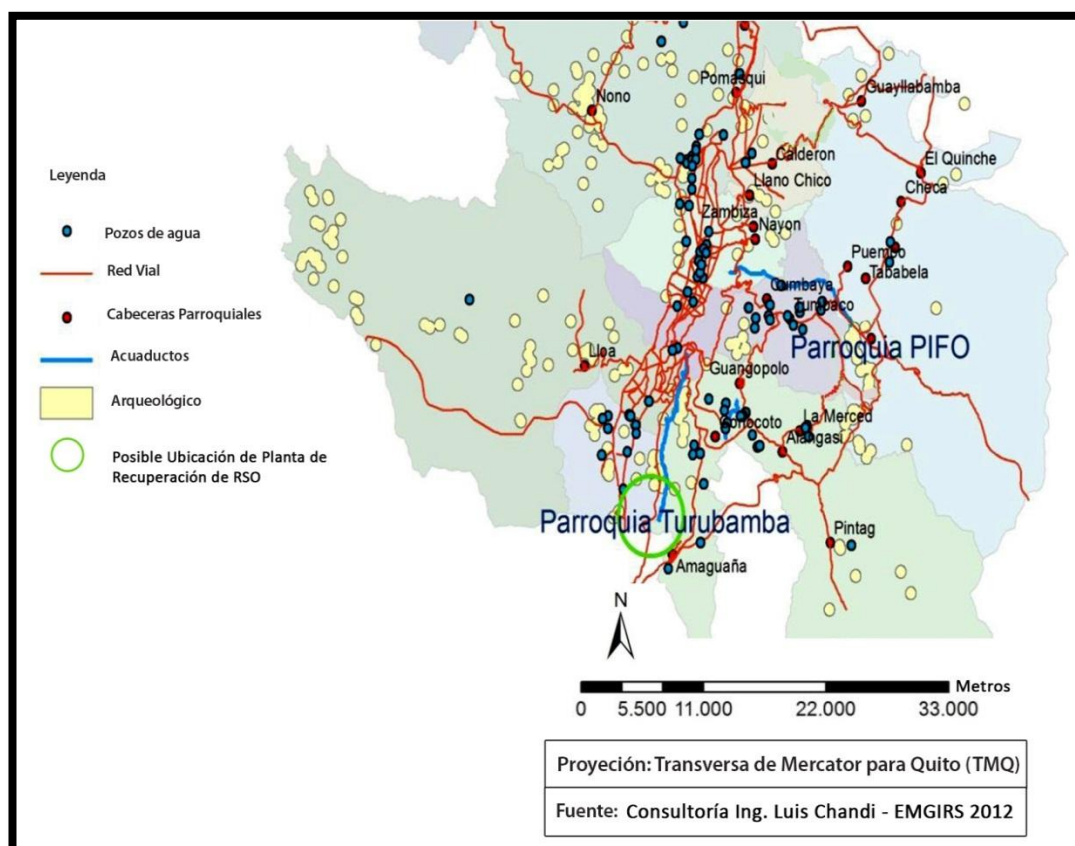 Pomasqui
Nono
Guayllabamba
Calderon
El Quinche
Llano Chico
Checa
Zambiza
Nayon
Puembo
Tababela
Cumbaya
Tumbaco
Parroquia PIFO
Lloa
Guangopolo
La Merced
Conocoto
Alangasi
Parroquia Turubamba
Pintag
Amaguaña
Leyenda
Pozos de agua
Red Vial
Cabeceras Parroquiales
Acuaductos
Arqueológico
Posible Ubicación de Planta de
Recuperación de RSO
N
Metros
0 5.500 11.000 22.000 33.000
Proyeción: Transversa de Mercator para Quito (TMQ)
Fuente: Consultoría Ing. Luis Chandi - EMGIRS 2012